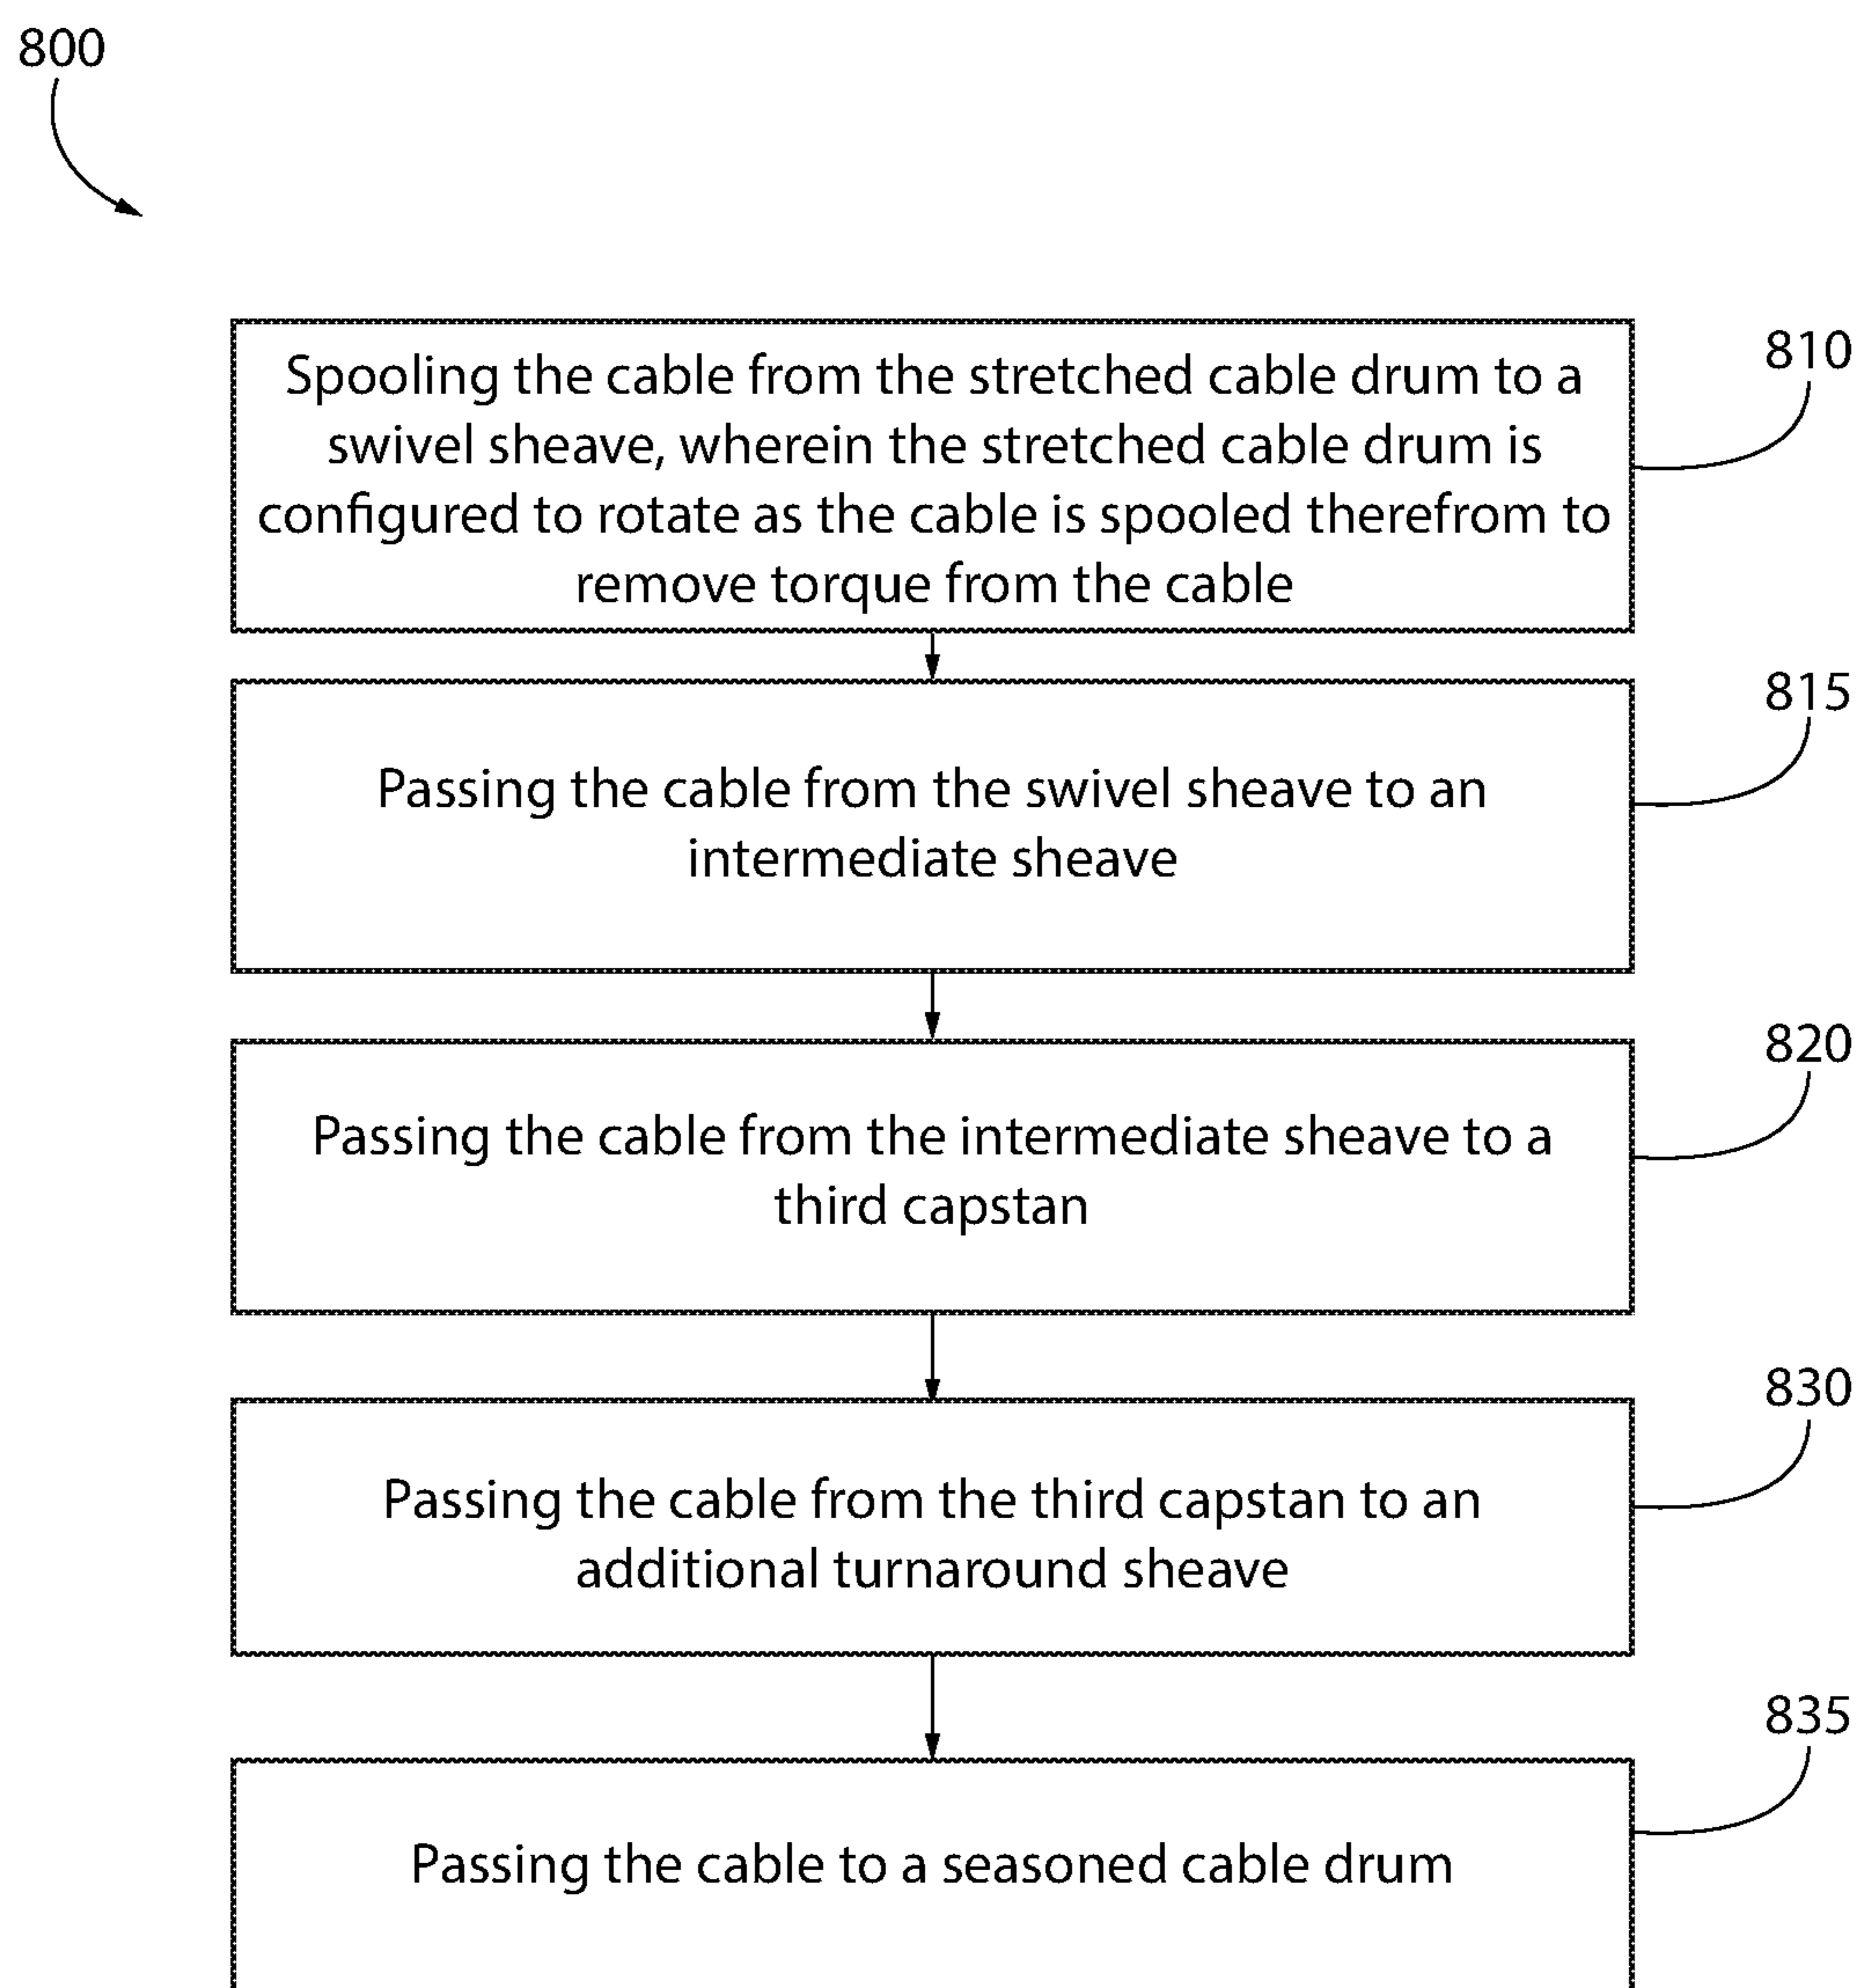 800
Spooling the cable from the stretched cable drum to a
swivel sheave, wherein the stretched cable drum is
configured to rotate as the cable is spooled therefrom to
remove torque from the cable
810
Passing the cable from the swivel sheave to an
intermediate sheave
815
Passing the cable from the intermediate sheave to a
third capstan
820
Passing the cable from the third capstan to an
additional turnaround sheave
830
Passing the cable to a seasoned cable drum
835